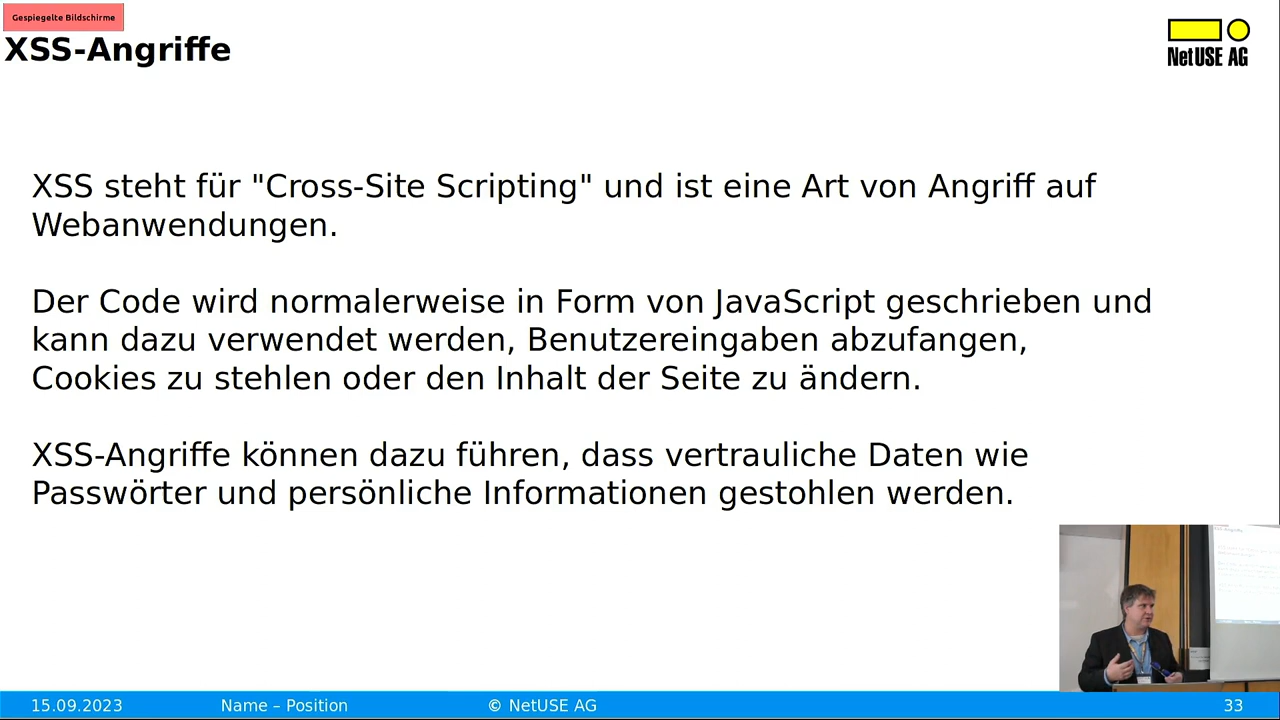 Gespiegelte Bildschirme
XSS-Angriffe
NetUSE AG
XSS steht für "Cross-Site Scripting" und ist eine Art von Angriff auf
Webanwendungen.
Der Code wird normalerweise in Form von JavaScript geschrieben und
kann dazu verwendet werden, Benutzereingaben abzufangen,
Cookies zu stehlen oder den Inhalt der Seite zu ändern.
XSS-Angriffe können dazu führen, dass vertrauliche Daten wie
Passwörter und persönliche Informationen gestohlen werden.
15.09.2023 Name – Position © NetUSE AG 33